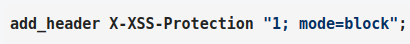 add_header X-XSS-Protection "1; mode=block";